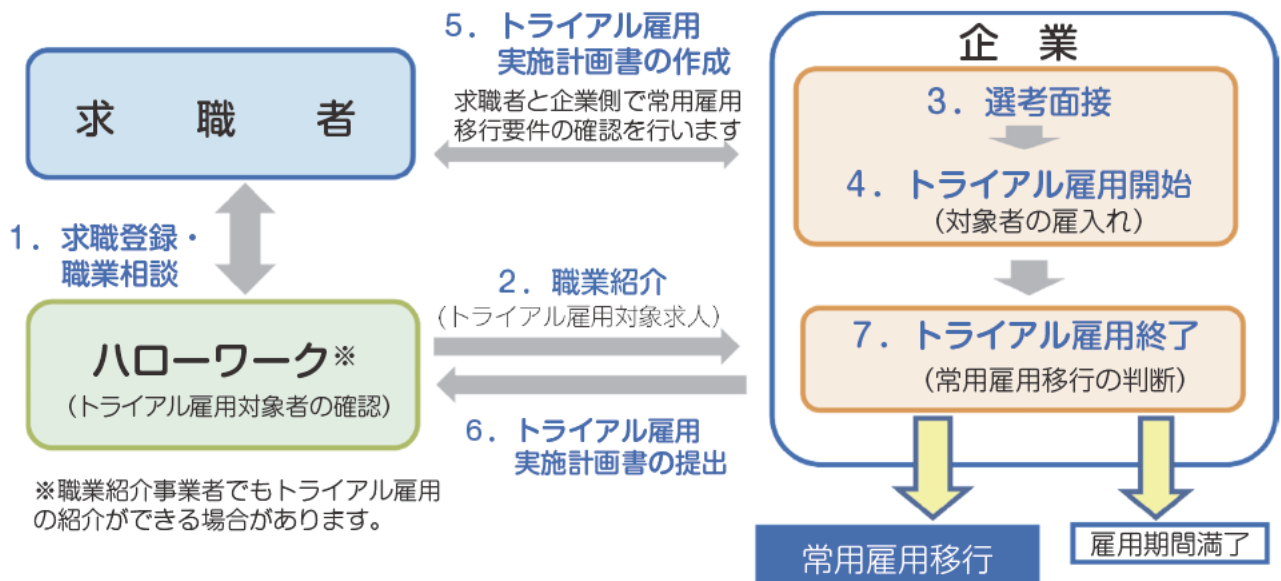 求職者
5．トライアル雇用
実施計画書の作成
求職者と企業側で常用雇用
移行要件の確認を行います
企業
3．選考面接
4．トライアル雇用開始
(対象者の雇入れ)
1．求職登録・
職業相談
ハローワーク※
(トライアル雇用対象者の確認)
※職業紹介事業者でもトライアル雇用
の紹介ができる場合があります。
2．職業紹介
(トライアル雇用対象求人)
6．トライアル雇用
実施計画書の提出
7．トライアル雇用終了
(常用雇用移行の判断)
常用雇用移行
雇用期間満了